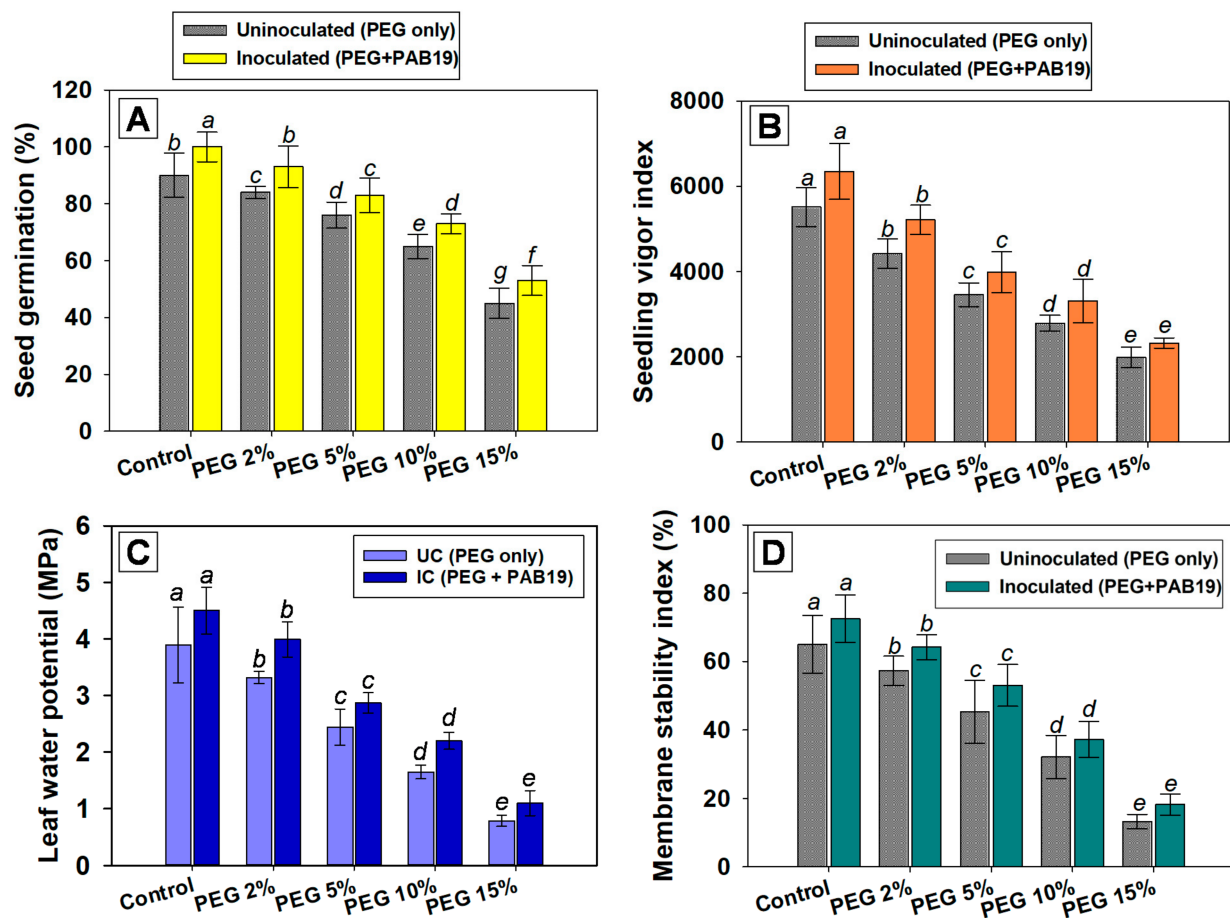 Uninoculated (PEG only)
Inoculated (PEG+PAB19)
A
Seed germination (%)
120
100
80
60
40
20
0
b
a
c
b
d
c
e
d
g
f
Control
PEG 2%
PEG 5%
PEG 10%
PEG 15%
Uninoculated (PEG only)
Inoculated (PEG+PAB19)
B
Seedling vigor index
8000
6000
4000
2000
0
a
a
b
b
c
c
d
d
e
e
Control
PEG 2%
PEG 5%
PEG 10%
PEG 15%
C
UC (PEG only)
IC (PEG + PAB19)
Leaf water potential (MPa)
6
5
4
3
2
1
0
a
a
b
b
c
c
d
d
e
e
Control
PEG 2%
PEG 5%
PEG 10%
PEG 15%
D
Uninoculated (PEG only)
Inoculated (PEG+PAB19)
Membrane stability index (%)
100
80
60
40
20
0
a
a
b
b
c
c
d
d
e
e
Control
PEG 2%
PEG 5%
PEG 10%
PEG 15%